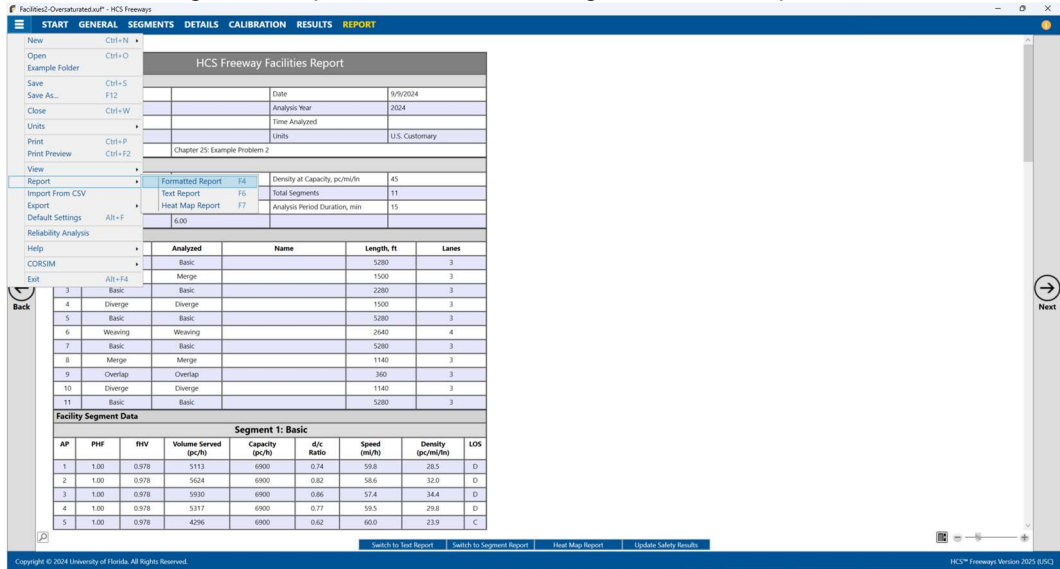 Facilities2-Oversaturated.xuf* - HCS Freeways
START GENERAL SEGMENTS DETAILS CALIBRATION RESULTS REPORT
New Ctrl+N
Open Ctrl+O
Example Folder
Save Ctrl+S
Save As... F12
Close Ctrl+W
Units
Print Ctrl+P
Print Preview Ctrl+F2
View
Report
Import From CSV
Export
Default Settings Alt+F
Reliability Analysis
Help
CORSIM
Exit Alt+F4
Formatted Report F4
Text Report F6
Heat Map Report F7
HCS Freeway Facilities Report
Date 9/9/2024
Analysis Year 2024
Time Analyzed
Units U.S. Customary
Chapter 25: Example Problem 2
Density at Capacity, pc/mi/ln 45
Total Segments 11
Analysis Period Duration, min 15
6.00
Analyzed Name Length, ft Lanes
Basic 5280 3
Merge 1500 3
3 Basic Basic 2280 3
4 Diverge Diverge 1500 3
5 Basic Basic 5280 3
6 Weaving Weaving 2640 4
7 Basic Basic 5280 3
8 Merge Merge 1140 3
9 Overlap Overlap 360 3
10 Diverge Diverge 1140 3
11 Basic Basic 5280 3
Facility Segment Data
Segment 1: Basic
AP PHF fHV Volume Served (pc/h) Capacity (pc/h) d/c Ratio Speed (mi/h) Density (pc/mi/ln) LOS
1 1.00 0.978 5113 6900 0.74 59.8 28.5 D
2 1.00 0.978 5624 6900 0.82 58.6 32.0 D
3 1.00 0.978 5930 6900 0.86 57.4 34.4 D
4 1.00 0.978 5317 6900 0.77 59.5 29.8 D
5 1.00 0.978 4296 6900 0.62 60.0 23.9 C
Back
Next
Switch to Text Report Switch to Segment Report Heat Map Report Update Safety Results
Copyright © 2024 University of Florida. All Rights Reserved.
HCS™ Freeways Version 2025 (USC)